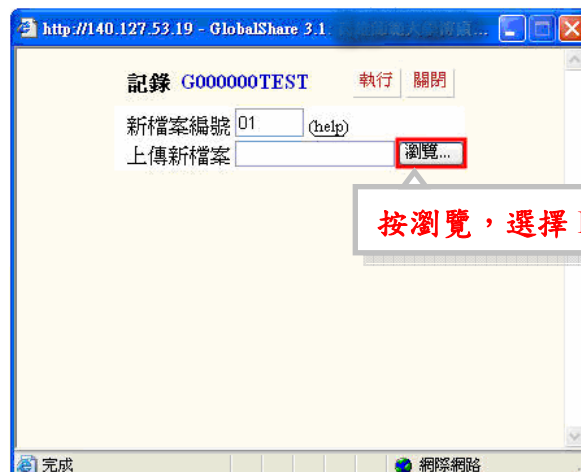 http://140.127.53.19 - GlobalShare 3.1
記錄 G000000TEST 執行 關閉
新檔案編號 01 (help)
上傳新檔案 瀏覽...
按瀏覽，選擇
完成 網際網路